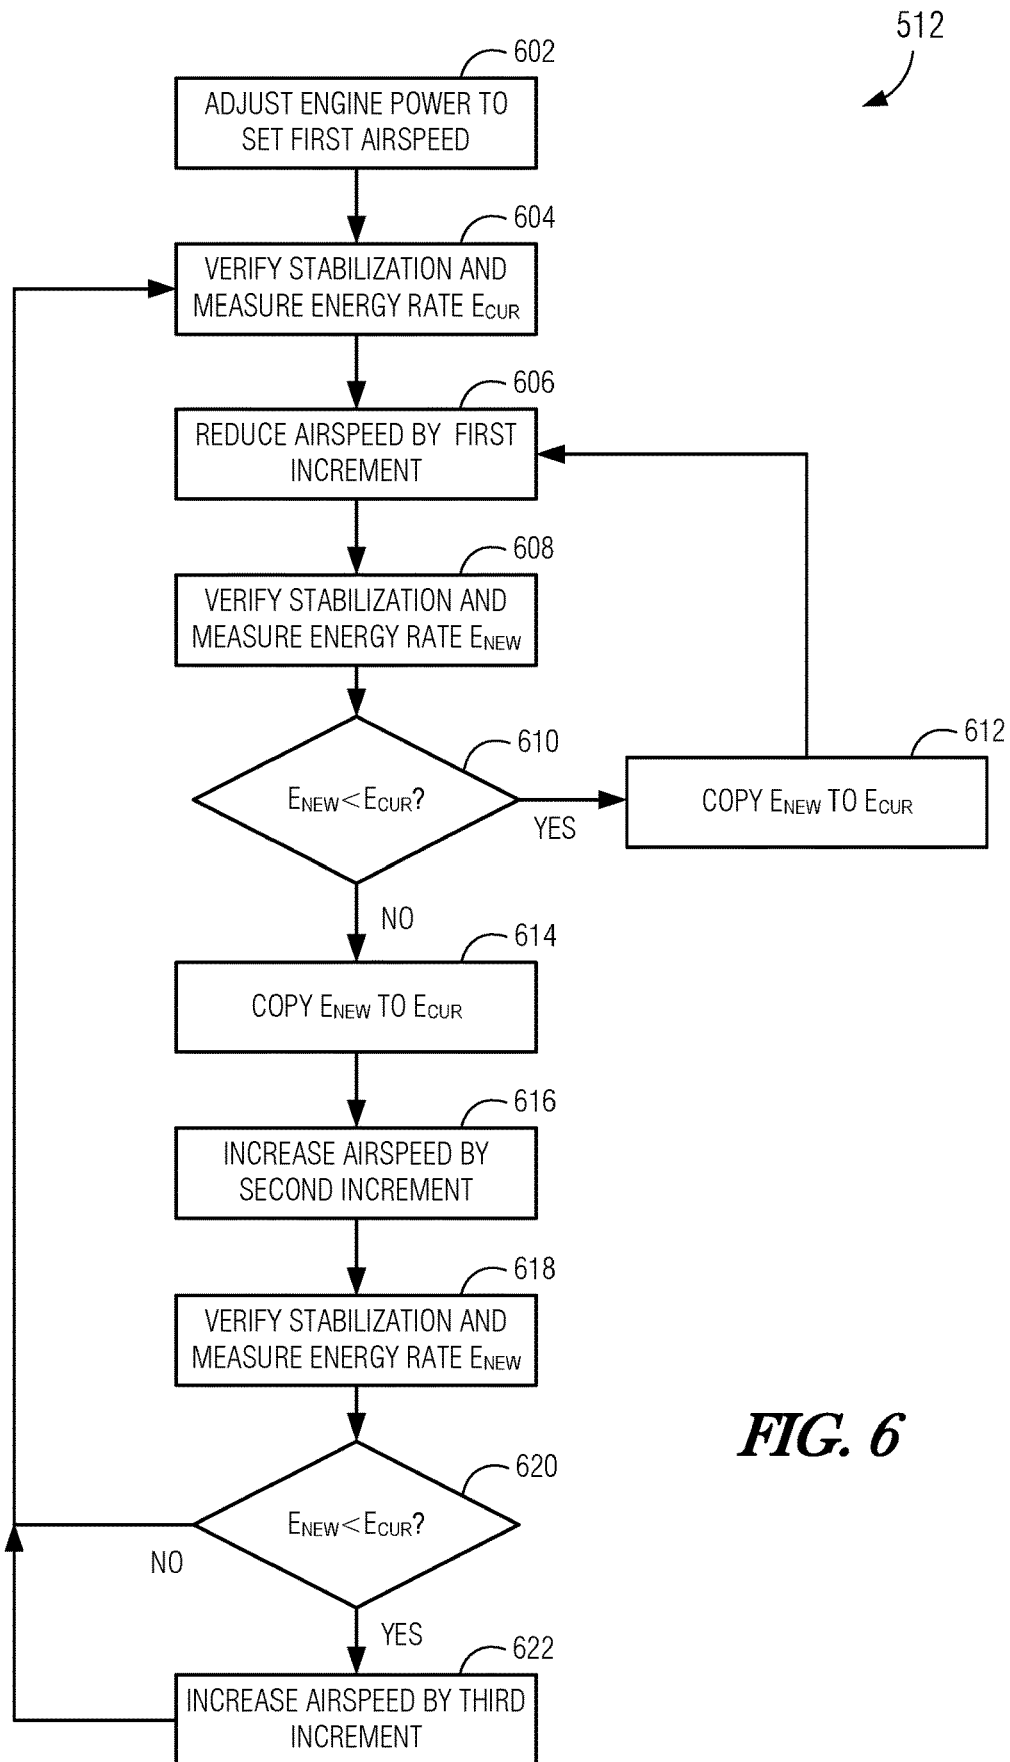 512
602
ADJUST ENGINE POWER TO
SET FIRST AIRSPEED
604
VERIFY STABILIZATION AND
MEASURE ENERGY RATE ECUR
606
REDUCE AIRSPEED BY FIRST
INCREMENT
608
VERIFY STABILIZATION AND
MEASURE ENERGY RATE ENEW
610
ENEW<ECUR?
YES
612
COPY ENEW TO ECUR
NO
614
COPY ENEW TO ECUR
616
INCREASE AIRSPEED BY
SECOND INCREMENT
618
VERIFY STABILIZATION AND
MEASURE ENERGY RATE ENEW
FIG. 6
620
ENEW<ECUR?
NO
YES
622
INCREASE AIRSPEED BY THIRD
INCREMENT